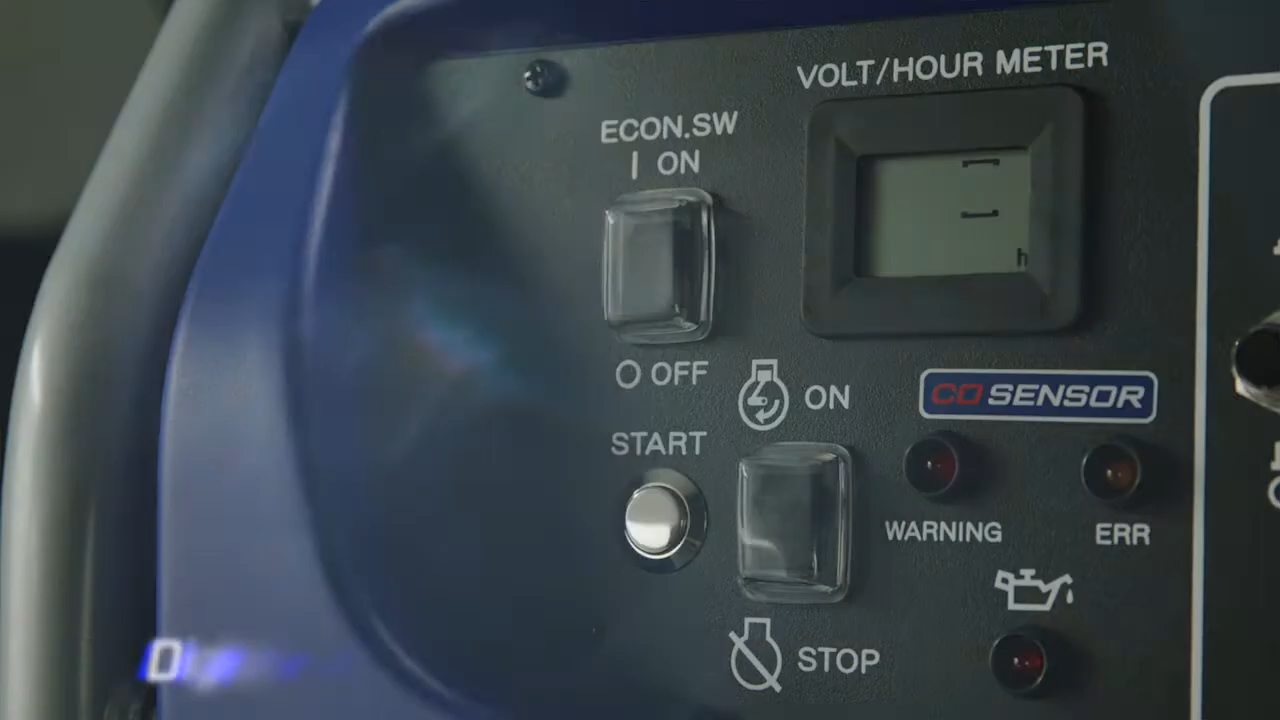 VOLT/HOUR METER
ECON.SW
| ON
h
O OFF
ON
CO SENSOR
START
WARNING
ERR
STOP
D